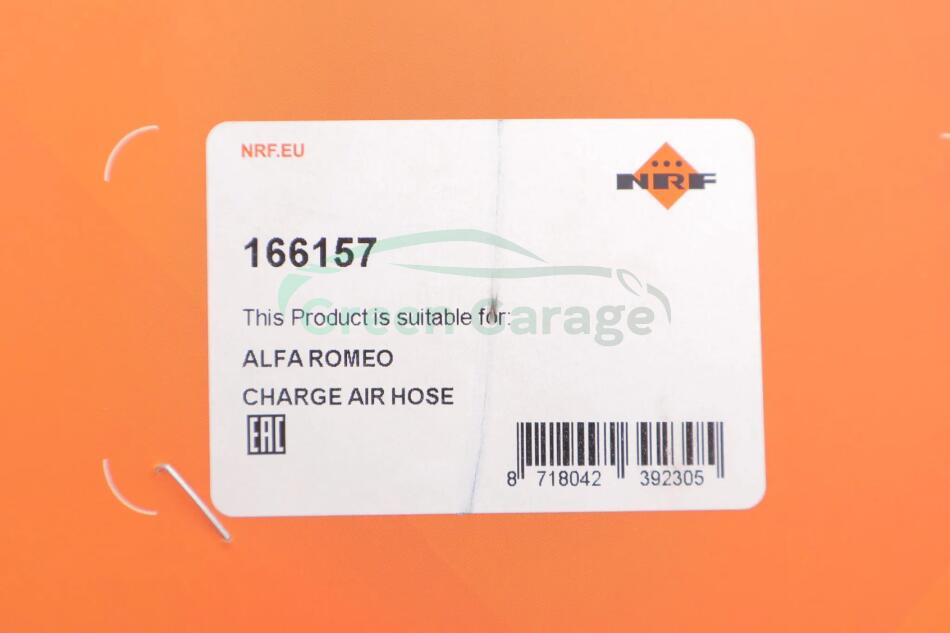 NRF.EU
NRF
166157
This Product is suitable for:
Green Garage
ALFA ROMEO
CHARGE AIR HOSE
EAC
8 718042 392305